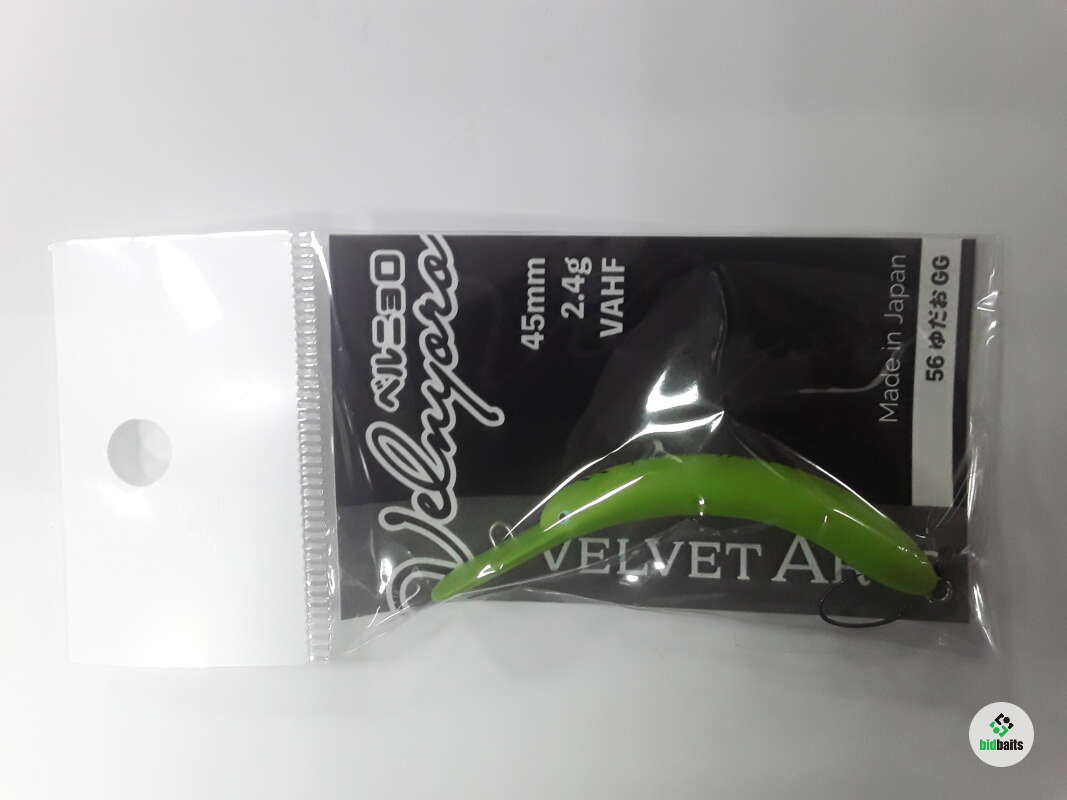 ベルニョロ
Velnyoro
45mm
2.4g
VAHF
Made in Japan
56 ゆだお GG
VELVET
bidbaits